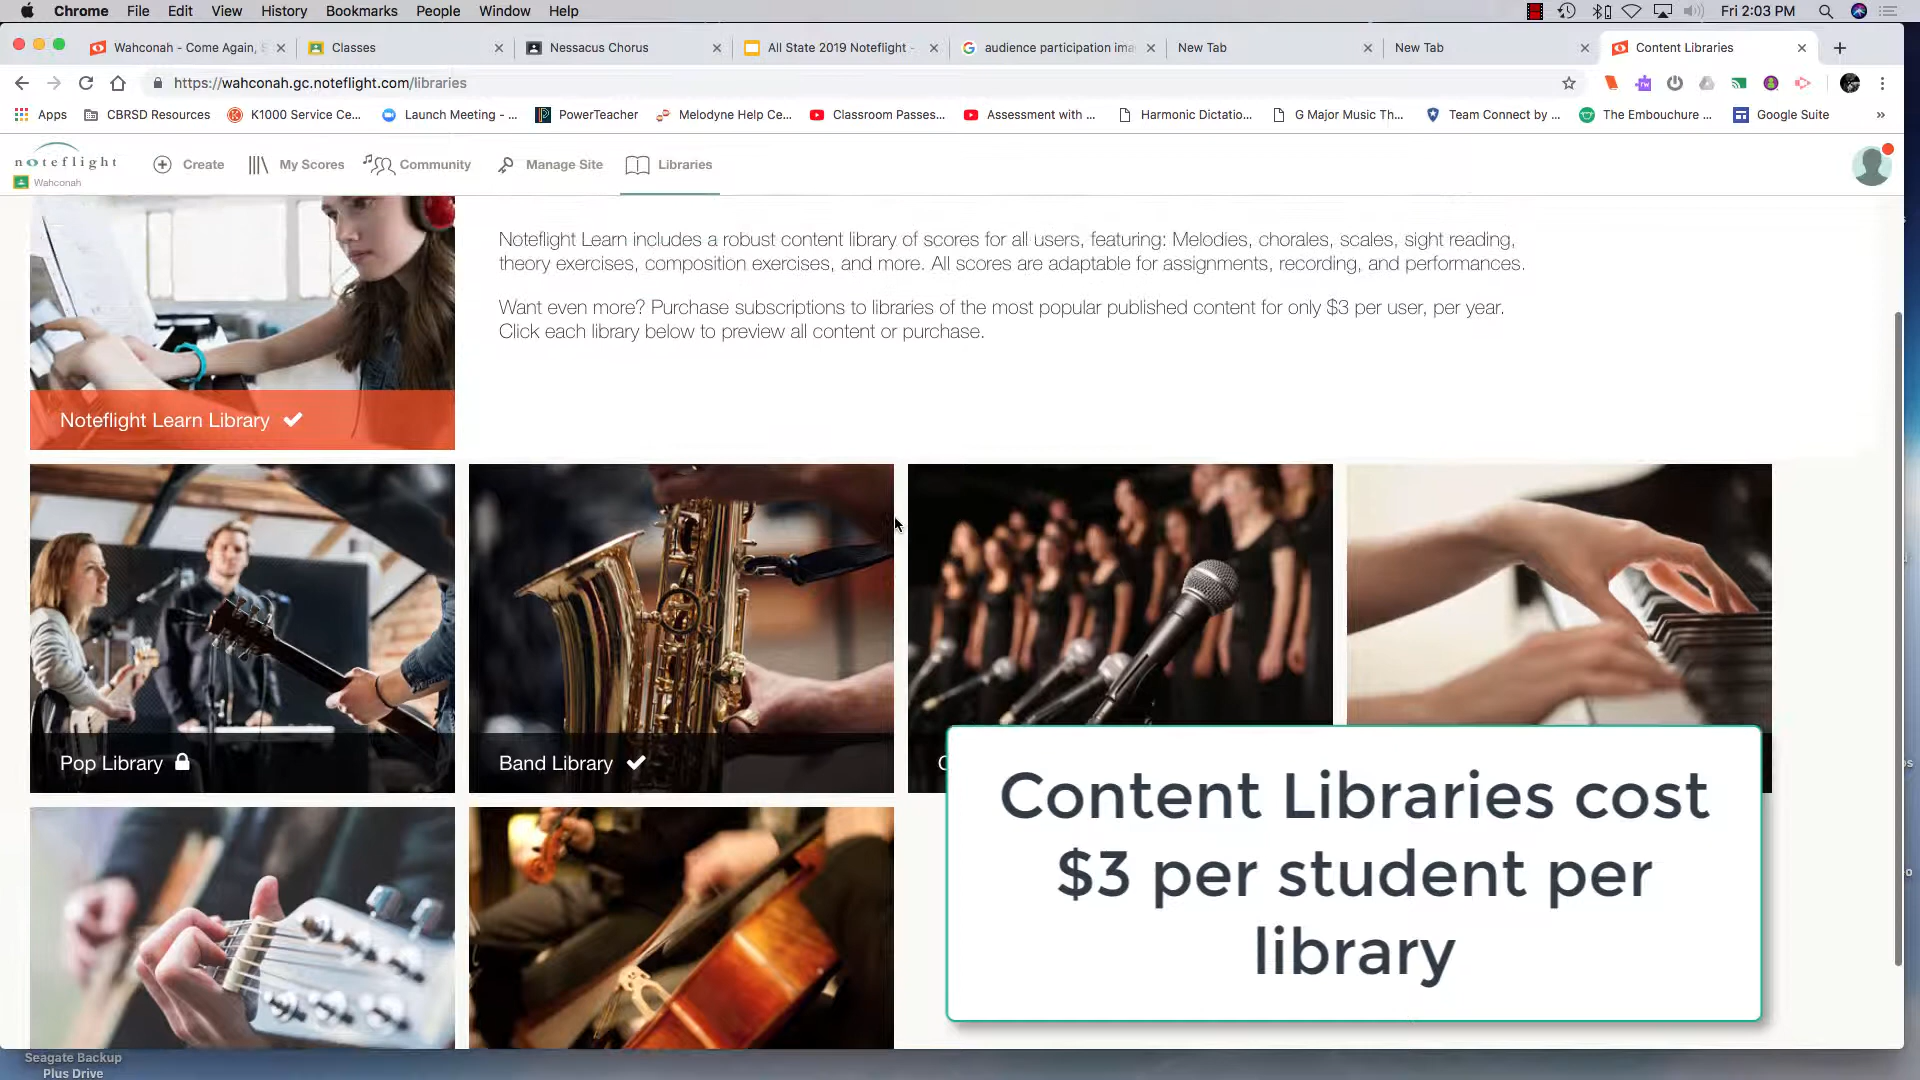 Chrome File Edit View History Bookmarks People Window Help Fri 2:03 PM
Wahconah - Come Again, Classes Nessacus Chorus All State 2019 Noteflight - audience participation ima New Tab New Tab Content Libraries
https://wahconah.gc.noteflight.com/libraries
Apps CBRSD Resources K1000 Service Ce... Launch Meeting - ... PowerTeacher Melodyne Help Ce... Classroom Passes... Assessment with ... Harmonic Dictatio... G Major Music Th... Team Connect by ... The Embouchure ... Google Suite »
noteflight Create My Scores Community Manage Site Libraries
Wahconah
Noteflight Learn includes a robust content library of scores for all users, featuring: Melodies, chorales, scales, sight reading,
theory exercises, composition exercises, and more. All scores are adaptable for assignments, recording, and performances.
Want even more? Purchase subscriptions to libraries of the most popular published content for only $3 per user, per year.
Click each library below to preview all content or purchase.
Noteflight Learn Library
Pop Library
Band Library
Content Libraries cost
$3 per student per
library
Seagate Backup
Plus Drive